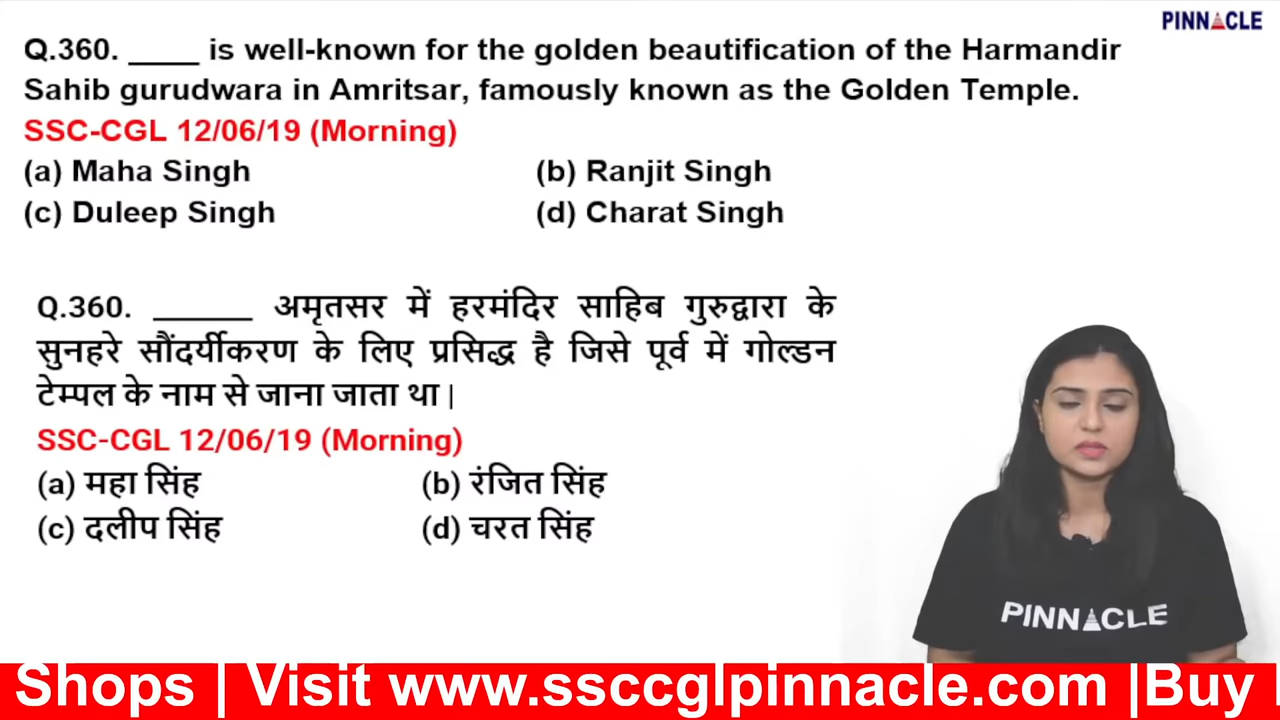 PINNACLE
Q.360. ____ is well-known for the golden beautification of the Harmandir
Sahib gurudwara in Amritsar, famously known as the Golden Temple.
SSC-CGL 12/06/19 (Morning)
(a) Maha Singh (b) Ranjit Singh
(c) Duleep Singh (d) Charat Singh
Q.360. ______ अमृतसर में हरमंदिर साहिब गुरुद्वारा के
सुनहरे सौंदर्यीकरण के लिए प्रसिद्ध है जिसे पूर्व में गोल्डन
टेम्पल के नाम से जाना जाता था |
SSC-CGL 12/06/19 (Morning)
(a) महा सिंह (b) रंजित सिंह
(c) दलीप सिंह (d) चरत सिंह
PINNACLE
Shops | Visit www.ssccglpinnacle.com |Buy